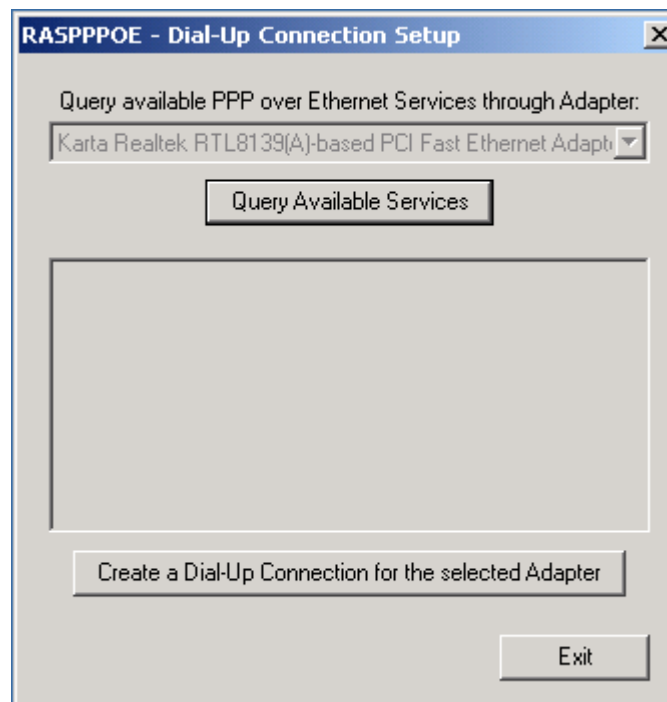 RASPPPOE - Dial-Up Connection Setup
Query available PPP over Ethernet Services through Adapter:
Karta Realtek RTL8139(A)-based PCI Fast Ethernet Adapt
Query Available Services
Create a Dial-Up Connection for the selected Adapter
Exit